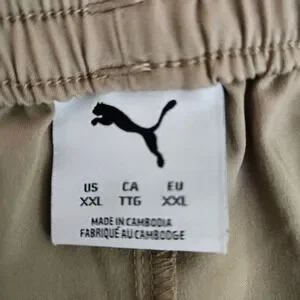 US CA EU
XXL TTG XXL
MADE IN CAMBODIA
FABRIQUÉ AU CAMBODGE